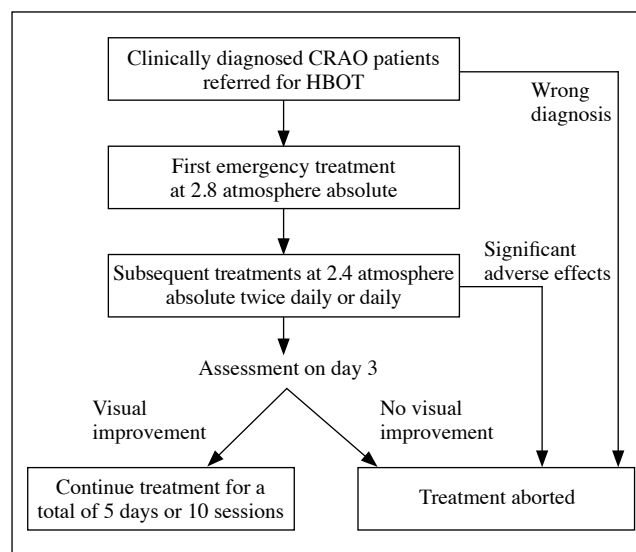 Clinically diagnosed CRAO patients
referred for HBOT
Wrong
diagnosis
First emergency treatment
at 2.8 atmosphere absolute
Significant
adverse effects
Subsequent treatments at 2.4 atmosphere
absolute twice daily or daily
Assessment on day 3
Visual
improvement
No visual
improvement
Continue treatment for a
total of 5 days or 10 sessions
Treatment aborted